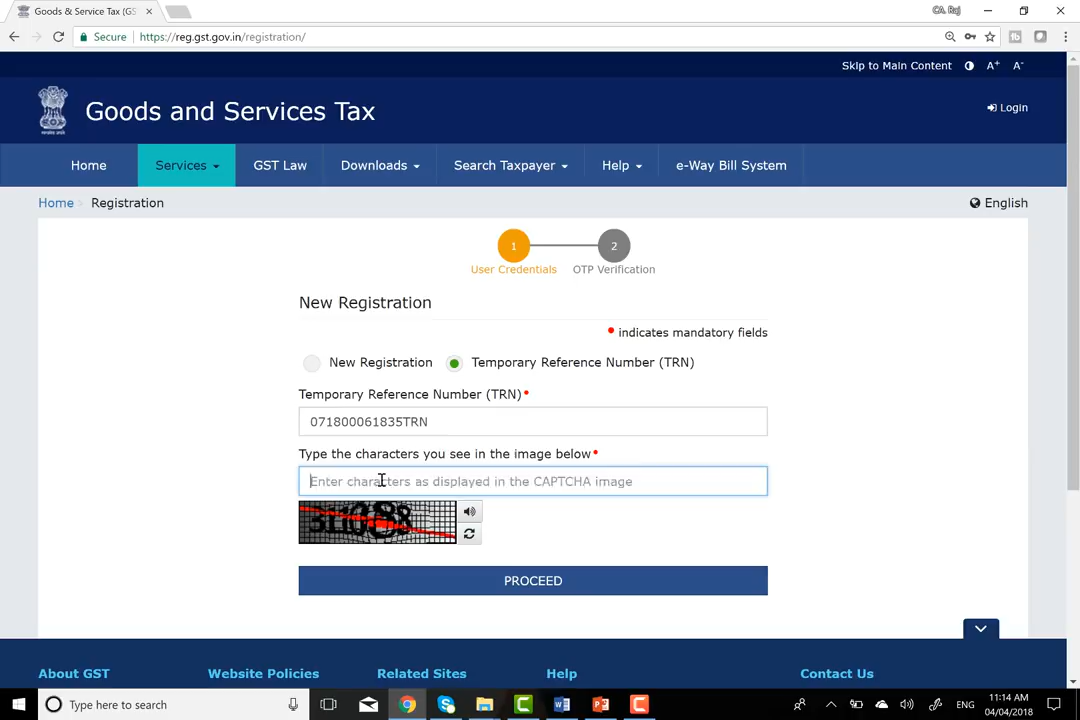 Goods & Service Tax (GS
CA. Raj
Secure
https://reg.gst.gov.in/registration/
Skip to Main Content
A+
A-
Goods and Services Tax
Login
Home
Services
GST Law
Downloads
Search Taxpayer
Help
e-Way Bill System
Home
Registration
English
1
2
User Credentials
OTP Verification
New Registration
• indicates mandatory fields
New Registration
Temporary Reference Number (TRN)
Temporary Reference Number (TRN)•
071800061835TRN
Type the characters you see in the image below•
Enter characters as displayed in the CAPTCHA image
PROCEED
About GST
Website Policies
Related Sites
Help
Contact Us
Type here to search
ENG
11:14 AM
04/04/2018